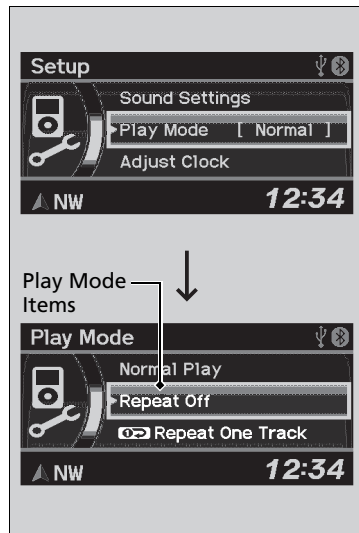 Setup
Sound Settings
Play Mode [ Normal ]
Adjust Clock
NW
12:34
Play Mode
Items
Play Mode
Normal Play
Repeat Off
1 Repeat One Track
NW
12:34